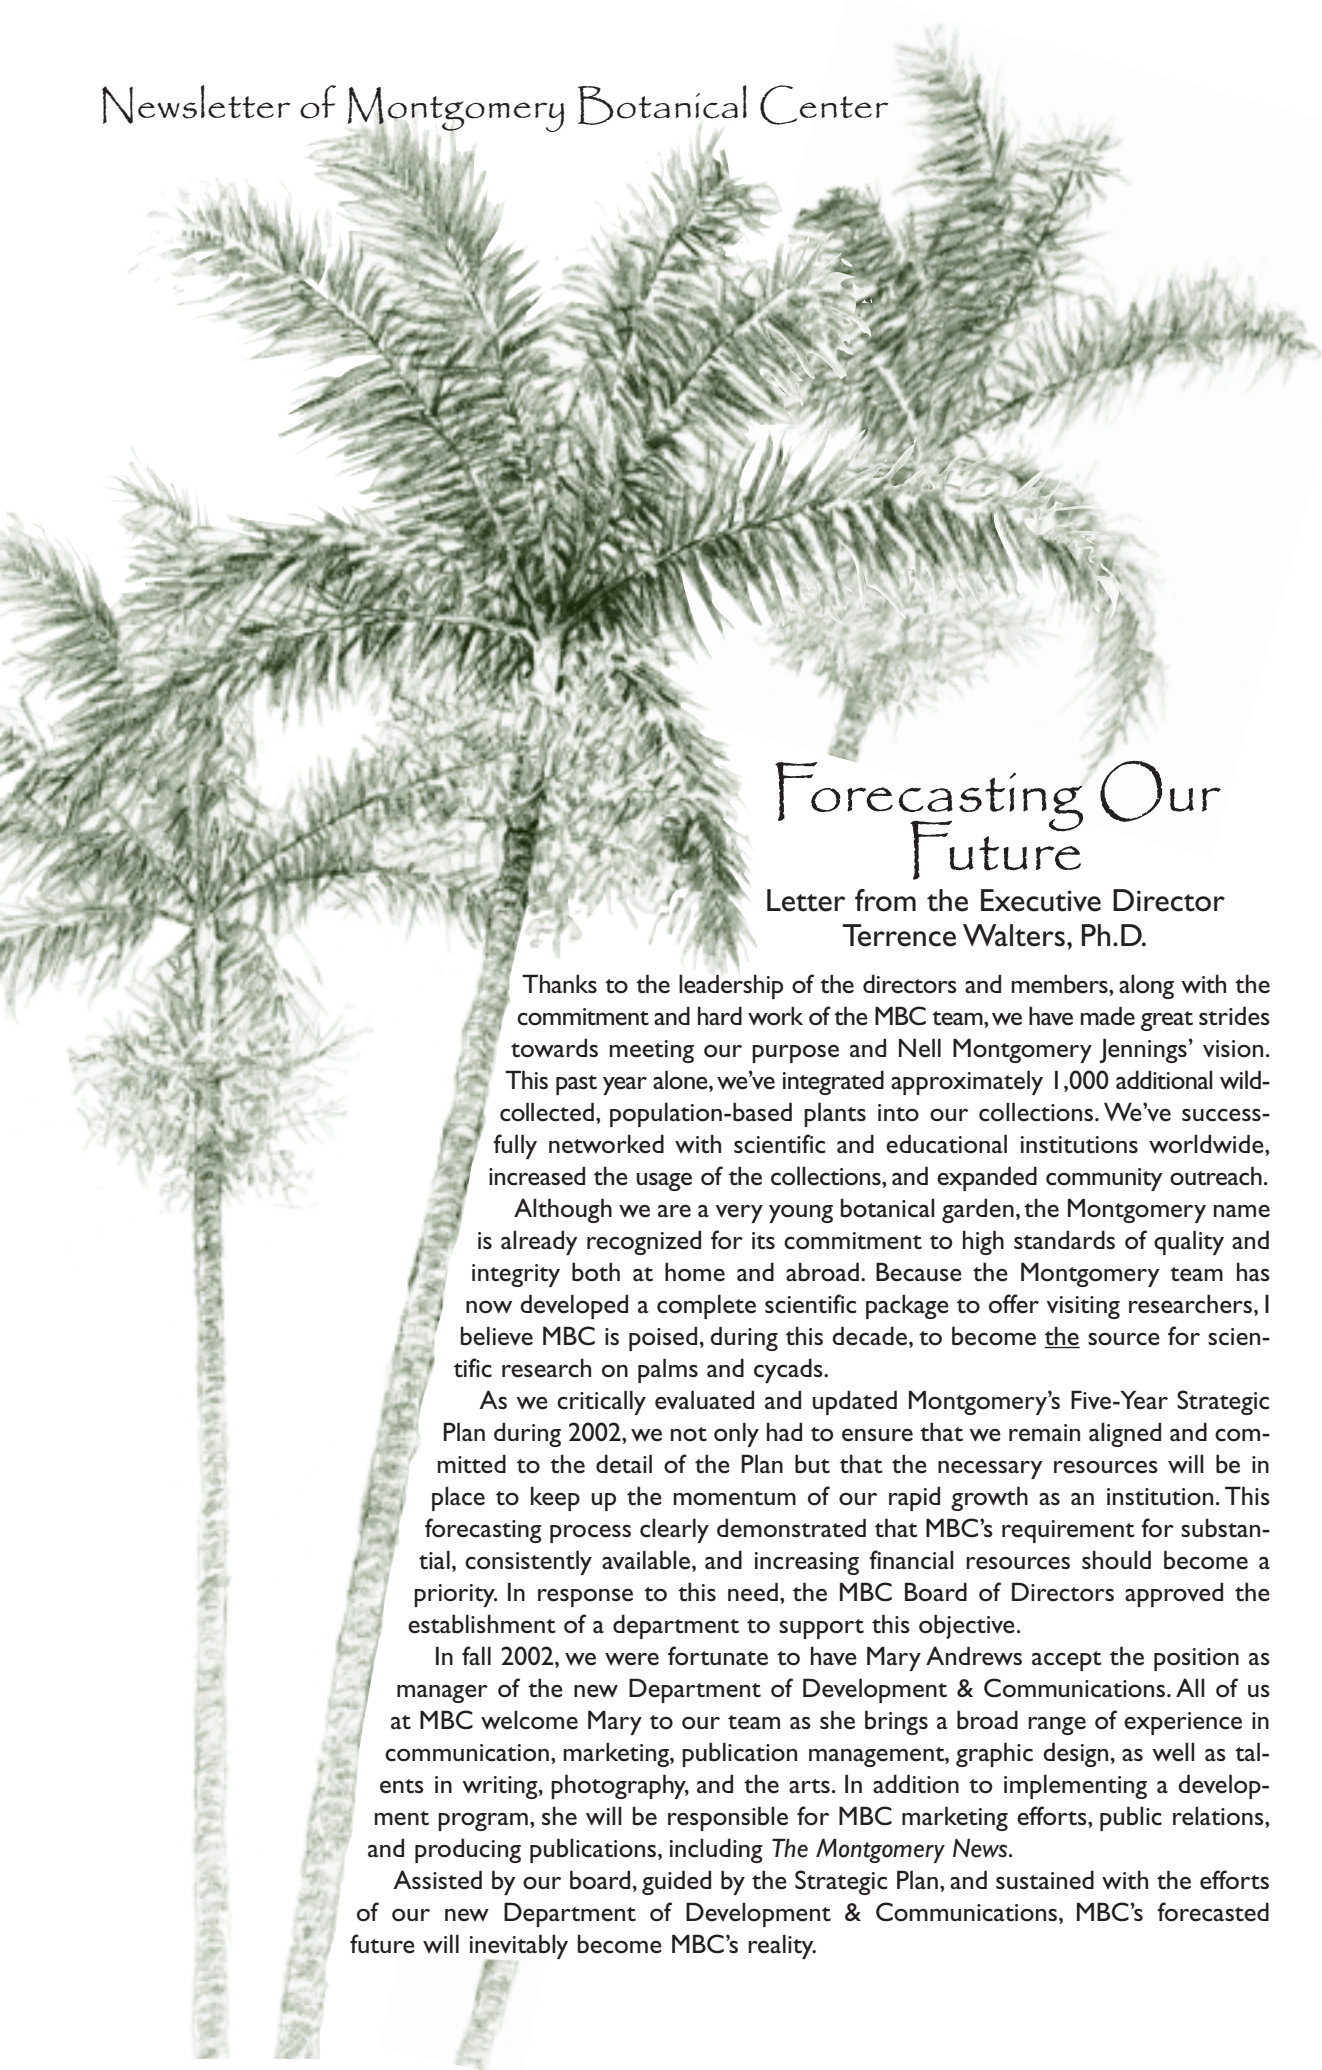 Newsletter of Montgomery Botanical Center
Forecasting Our
Future
Letter from the Executive Director
Terrence Walters, Ph.D.
Thanks to the leadership of the directors and members, along with the
commitment and hard work of the MBC team, we have made great strides
towards meeting our purpose and Nell Montgomery Jennings’ vision.
This past year alone, we’ve integrated approximately 1,000 additional wild-
collected, population-based plants into our collections. We’ve success-
fully networked with scientific and educational institutions worldwide,
increased the usage of the collections, and expanded community outreach.
Although we are a very young botanical garden, the Montgomery name
is already recognized for its commitment to high standards of quality and
integrity both at home and abroad. Because the Montgomery team has
now developed a complete scientific package to offer visiting researchers, I
believe MBC is poised, during this decade, to become the source for scien-
tific research on palms and cycads.
As we critically evaluated and updated Montgomery’s Five-Year Strategic
Plan during 2002, we not only had to ensure that we remain aligned and com-
mitted to the detail of the Plan but that the necessary resources will be in
place to keep up the momentum of our rapid growth as an institution. This
forecasting process clearly demonstrated that MBC’s requirement for substan-
tial, consistently available, and increasing financial resources should become a
priority. In response to this need, the MBC Board of Directors approved the
establishment of a department to support this objective.
In fall 2002, we were fortunate to have Mary Andrews accept the position as
manager of the new Department of Development & Communications. All of us
at MBC welcome Mary to our team as she brings a broad range of experience in
communication, marketing, publication management, graphic design, as well as tal-
ents in writing, photography, and the arts. In addition to implementing a develop-
ment program, she will be responsible for MBC marketing efforts, public relations,
and producing publications, including The Montgomery News.
Assisted by our board, guided by the Strategic Plan, and sustained with the efforts
of our new Department of Development & Communications, MBC’s forecasted
future will inevitably become MBC’s reality.